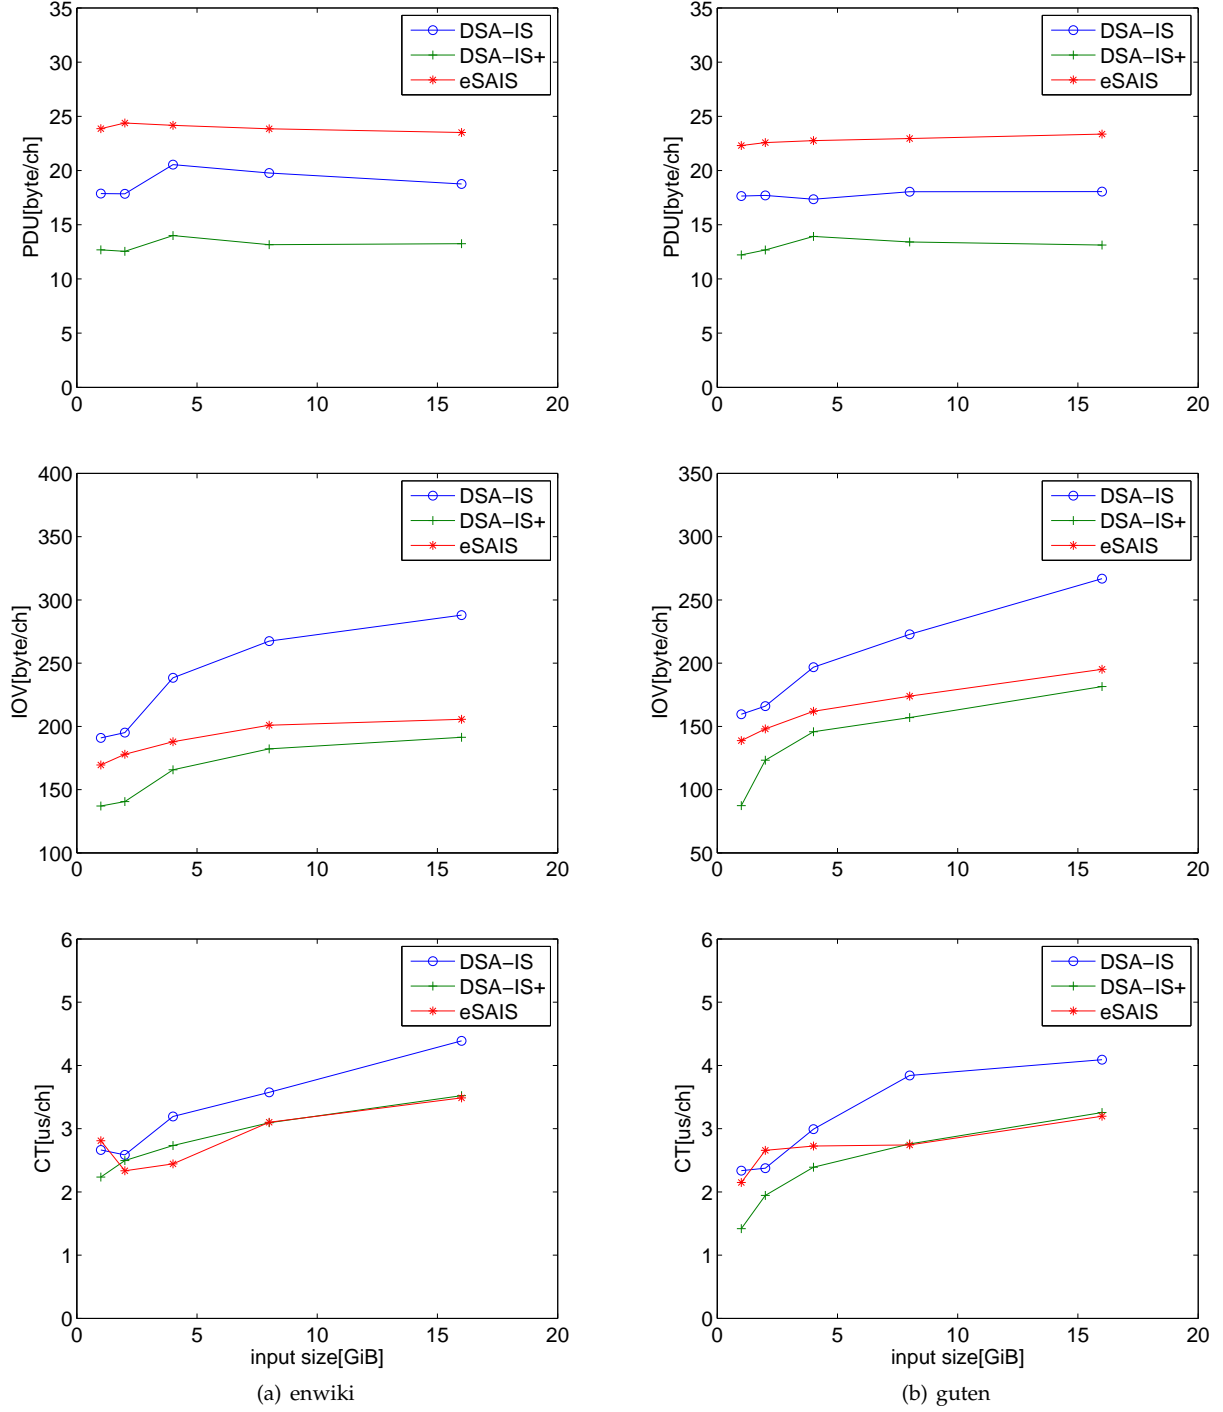 35
30
25
20
15
10
5
0
0 5 10 15 20
PDU[byte/ch]
DSA−IS
DSA−IS+
eSAIS
35
30
25
20
15
10
5
0
0 5 10 15 20
PDU[byte/ch]
DSA−IS
DSA−IS+
eSAIS
400
350
300
250
200
150
100
0 5 10 15 20
IOV[byte/ch]
DSA−IS
DSA−IS+
eSAIS
350
300
250
200
150
100
50
0 5 10 15 20
IOV[byte/ch]
DSA−IS
DSA−IS+
eSAIS
6
5
4
3
2
1
0
0 5 10 15 20
CT[us/ch]
input size[GiB]
DSA−IS
DSA−IS+
eSAIS
(a) enwiki
6
5
4
3
2
1
0
0 5 10 15 20
CT[us/ch]
input size[GiB]
DSA−IS
DSA−IS+
eSAIS
(b) guten